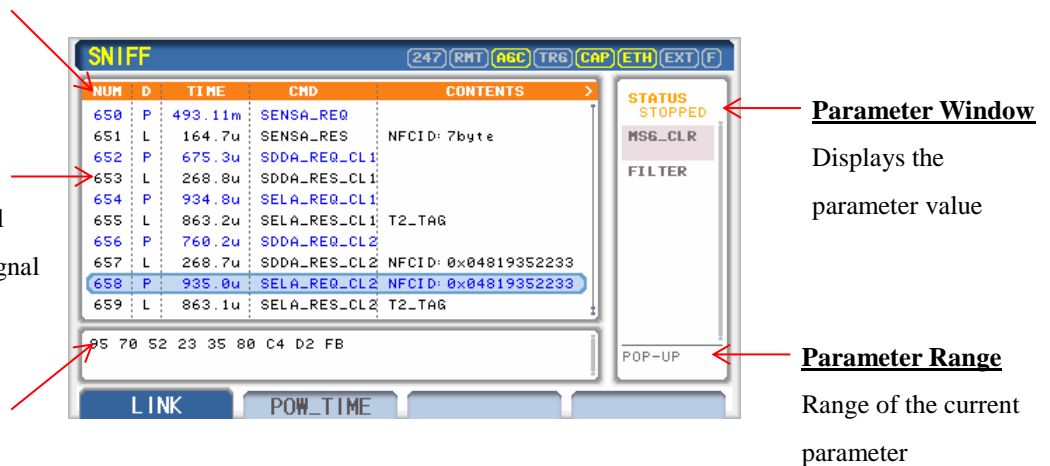 SNIFF 247 RMT AGC TRG CAP ETH EXT F
NUM D TIME CMD CONTENTS >
650 P 493.11m SENSA_REQ
651 L 164.7u SENSA_RES NFCID:7byte
652 P 675.3u SDDA_REQ_CL1
653 L 268.8u SDDA_RES_CL1
654 P 934.8u SELA_REQ_CL1
655 L 863.2u SELA_RES_CL1 T2_TAG
656 P 760.2u SDDA_REQ_CL2
657 L 268.7u SDDA_RES_CL2 NFCID:0x04819352233
658 P 935.0u SELA_REQ_CL2 NFCID:0x04819352233
659 L 863.1u SELA_RES_CL2 T2_TAG
95 70 52 23 35 80 C4 D2 FB
STATUS
STOPPED
MSG_CLR
FILTER
POP-UP
LINK POW_TIME
Parameter Window
Displays the
parameter value
Parameter Range
Range of the current
parameter